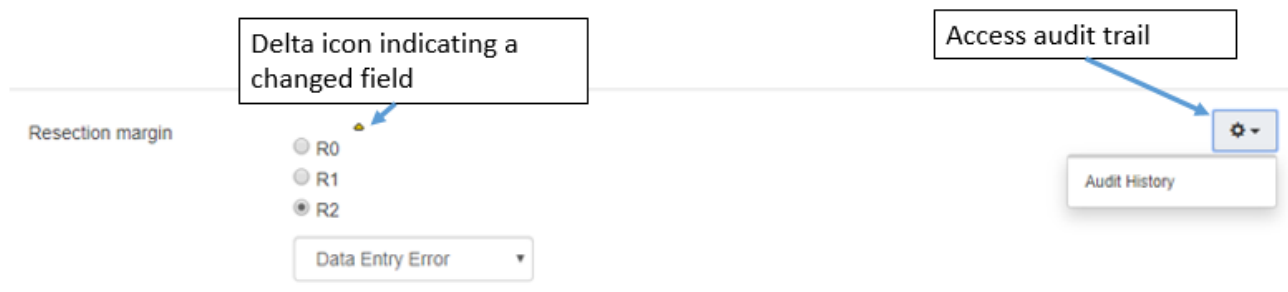 Delta icon indicating a
changed field
Access audit trail
Resection margin
R0
R1
R2
Data Entry Error
Audit History